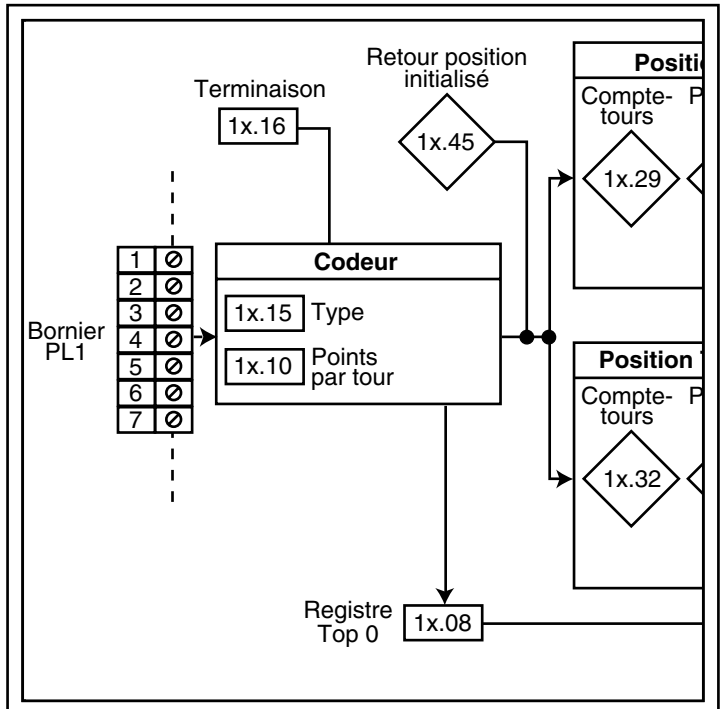 Retour position
initialisé
Terminaison
1x.16
1x.45
Positi
Compte-
tours
P
1x.29
Bornier
PL1
1
2
3
4
5
6
7
Codeur
1x.15 Type
1x.10 Points
par tour
Position
Compte-
tours
P
1x.32
Registre
Top 0
1x.08